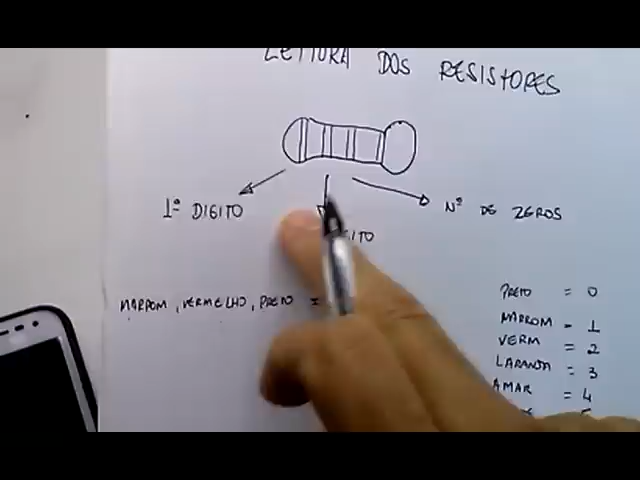 LEITURA DOS RESISTORES
1º DIGITO
Nº DE ZEROS
MARROM, VERMELHO, PRETO =
PRETO = 0
MARROM = 1
VERM = 2
LARANJA = 3
AMAR = 4